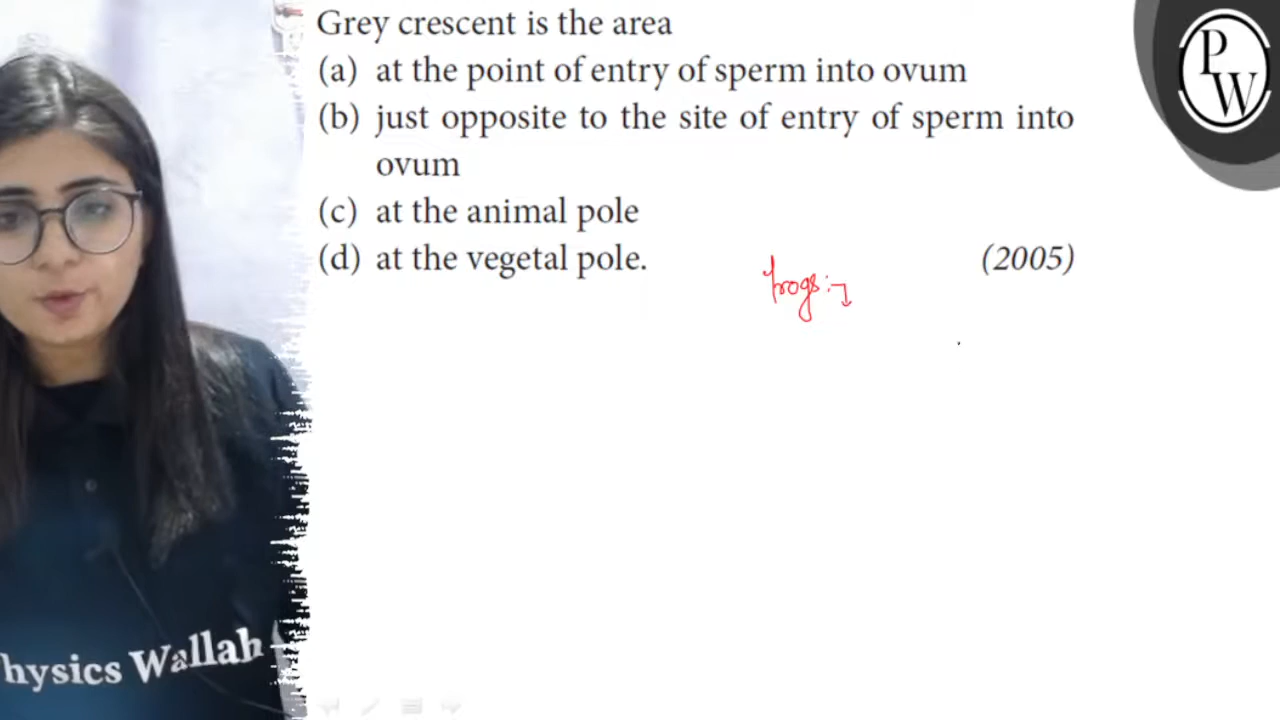 Grey crescent is the area
(a) at the point of entry of sperm into ovum
(b) just opposite to the site of entry of sperm into
ovum
(c) at the animal pole
(d) at the vegetal pole. (2005)
frogs:-
PW
hysics Wallah